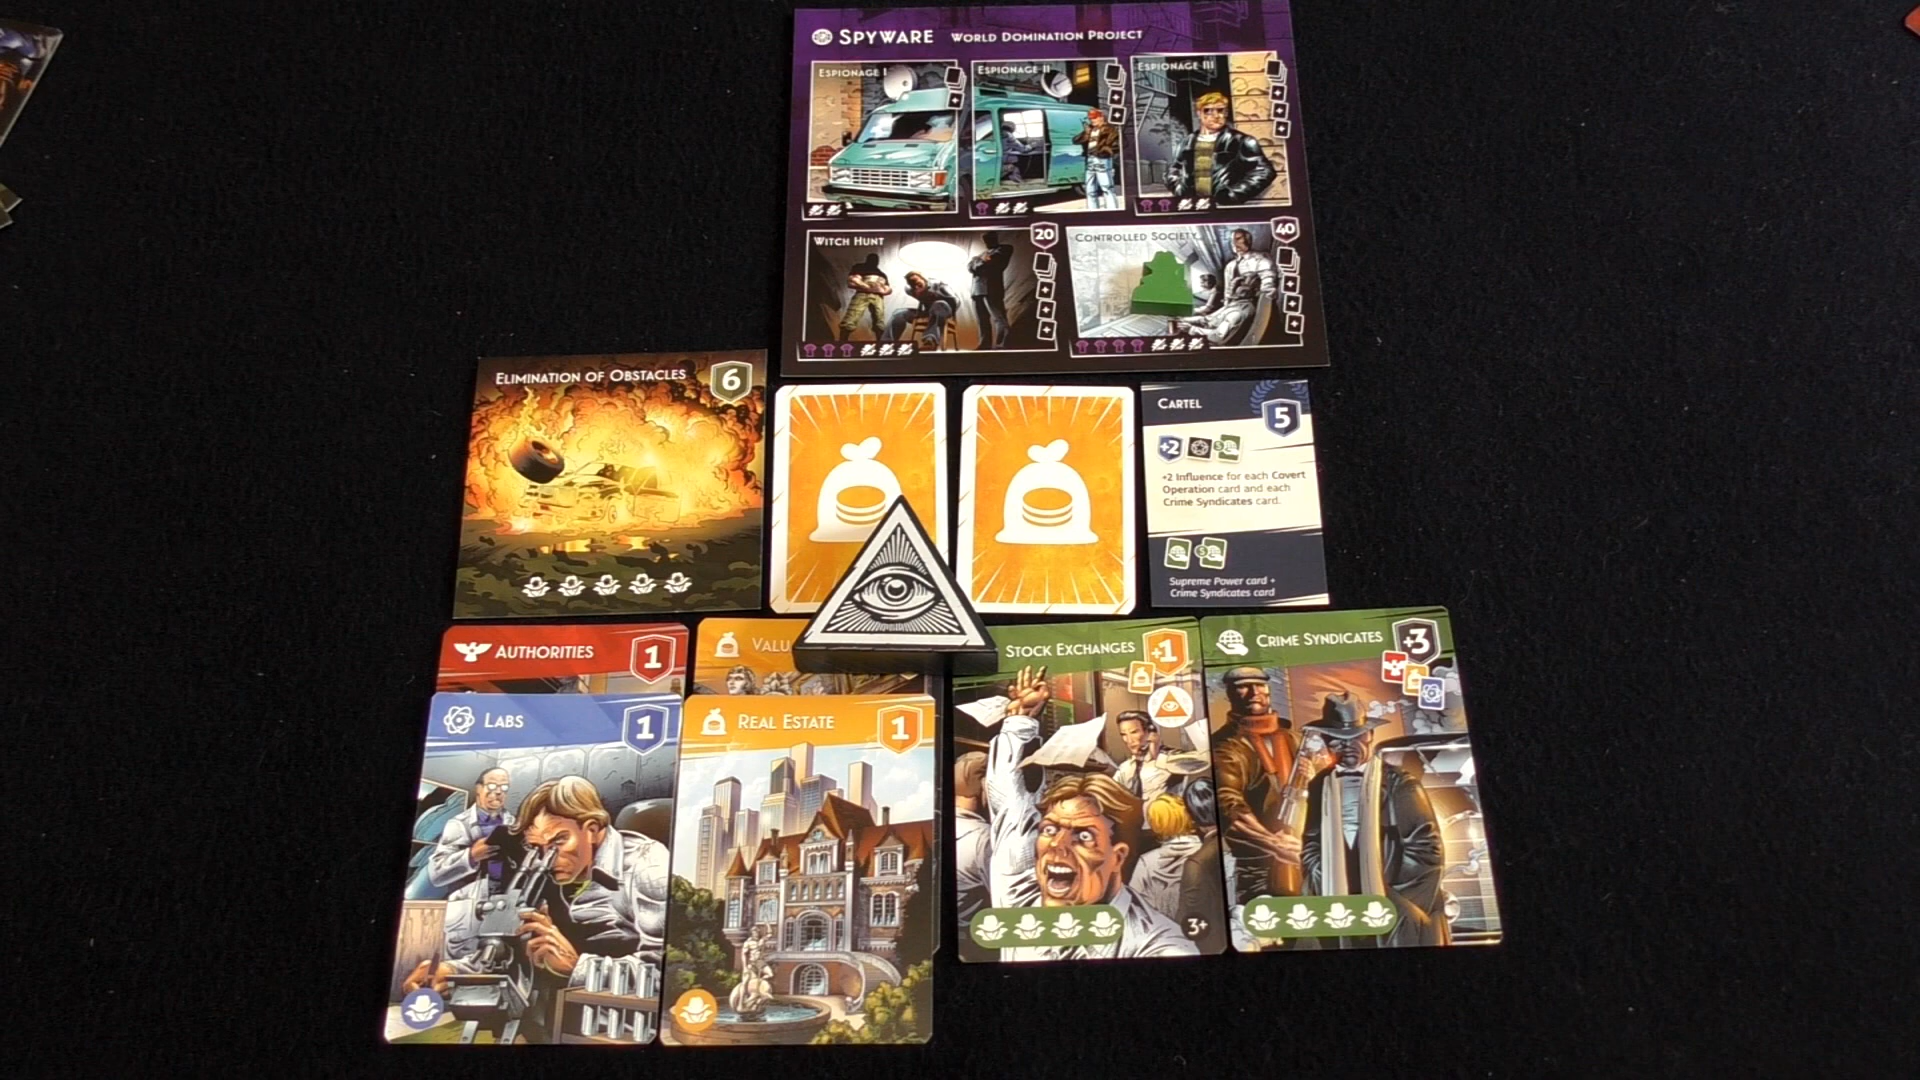 SPYWARE WORLD DOMINATION PROJECT
ESPIONAGE I
ESPIONAGE II
ESPIONAGE III
WITCH HUNT
20
CONTROLLED SOCIETY
40
ELIMINATION OF OBSTACLES
6
CARTEL
5
+2
$
+2 Influence for each Covert
Operation card and each
Crime Syndicates card.
$
Supreme Power card +
Crime Syndicates card
AUTHORITIES
1
VALU
STOCK EXCHANGES
+1
3+
CRIME SYNDICATES
+3
LABS
1
REAL ESTATE
1